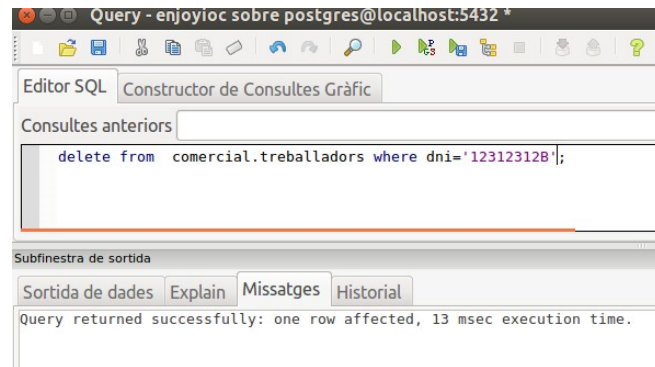 Query - enjoyioc sobre postgres@localhost:5432 *
Editor SQL Constructor de Consultes Gràfic
Consultes anteriors
delete from  comercial.treballadors where dni='12312312B';
Subfinestra de sortida
Sortida de dades Explain Missatges Historial
Query returned successfully: one row affected, 13 msec execution time.